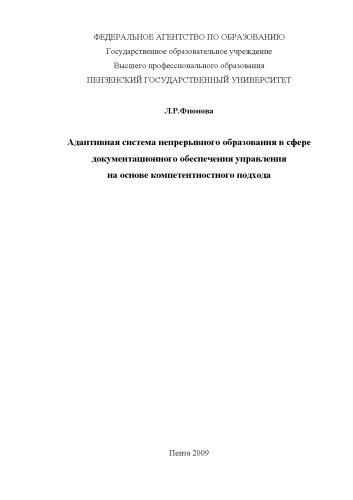 ФЕДЕРАЛЬНОЕ АГЕНТСТВО ПО ОБРАЗОВАНИЮ
Государственное образовательное учреждение
Высшего профессионального образования
ПЕНЗЕНСКИЙ ГОСУДАРСТВЕННЫЙ УНИВЕРСИТЕТ
Л.Р.Фионова
Адаптивная система непрерывного образования в сфере
документационного обеспечения управления
на основе компетентностного подхода
Пенза 2009